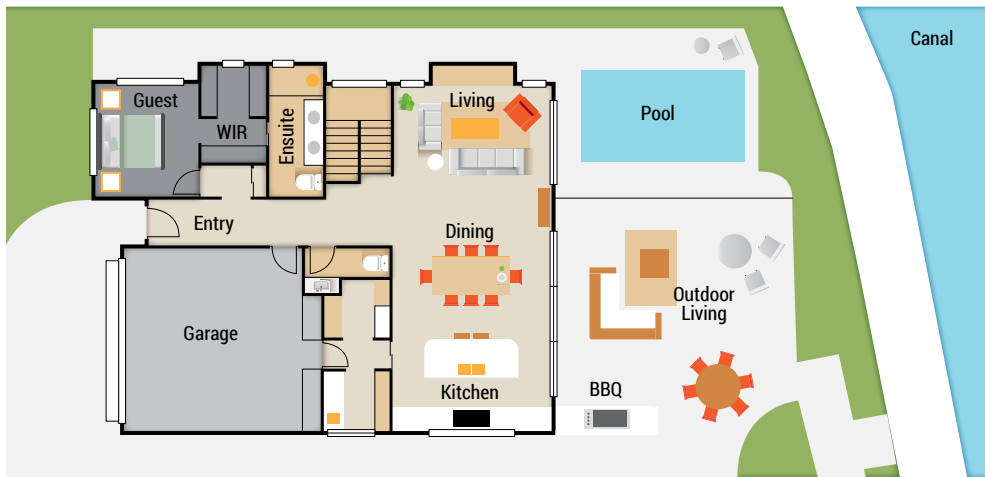 Canal
Guest
Living
Pool
WIR
Ensuite
Entry
Dining
Outdoor
Living
Garage
Kitchen
BBQ